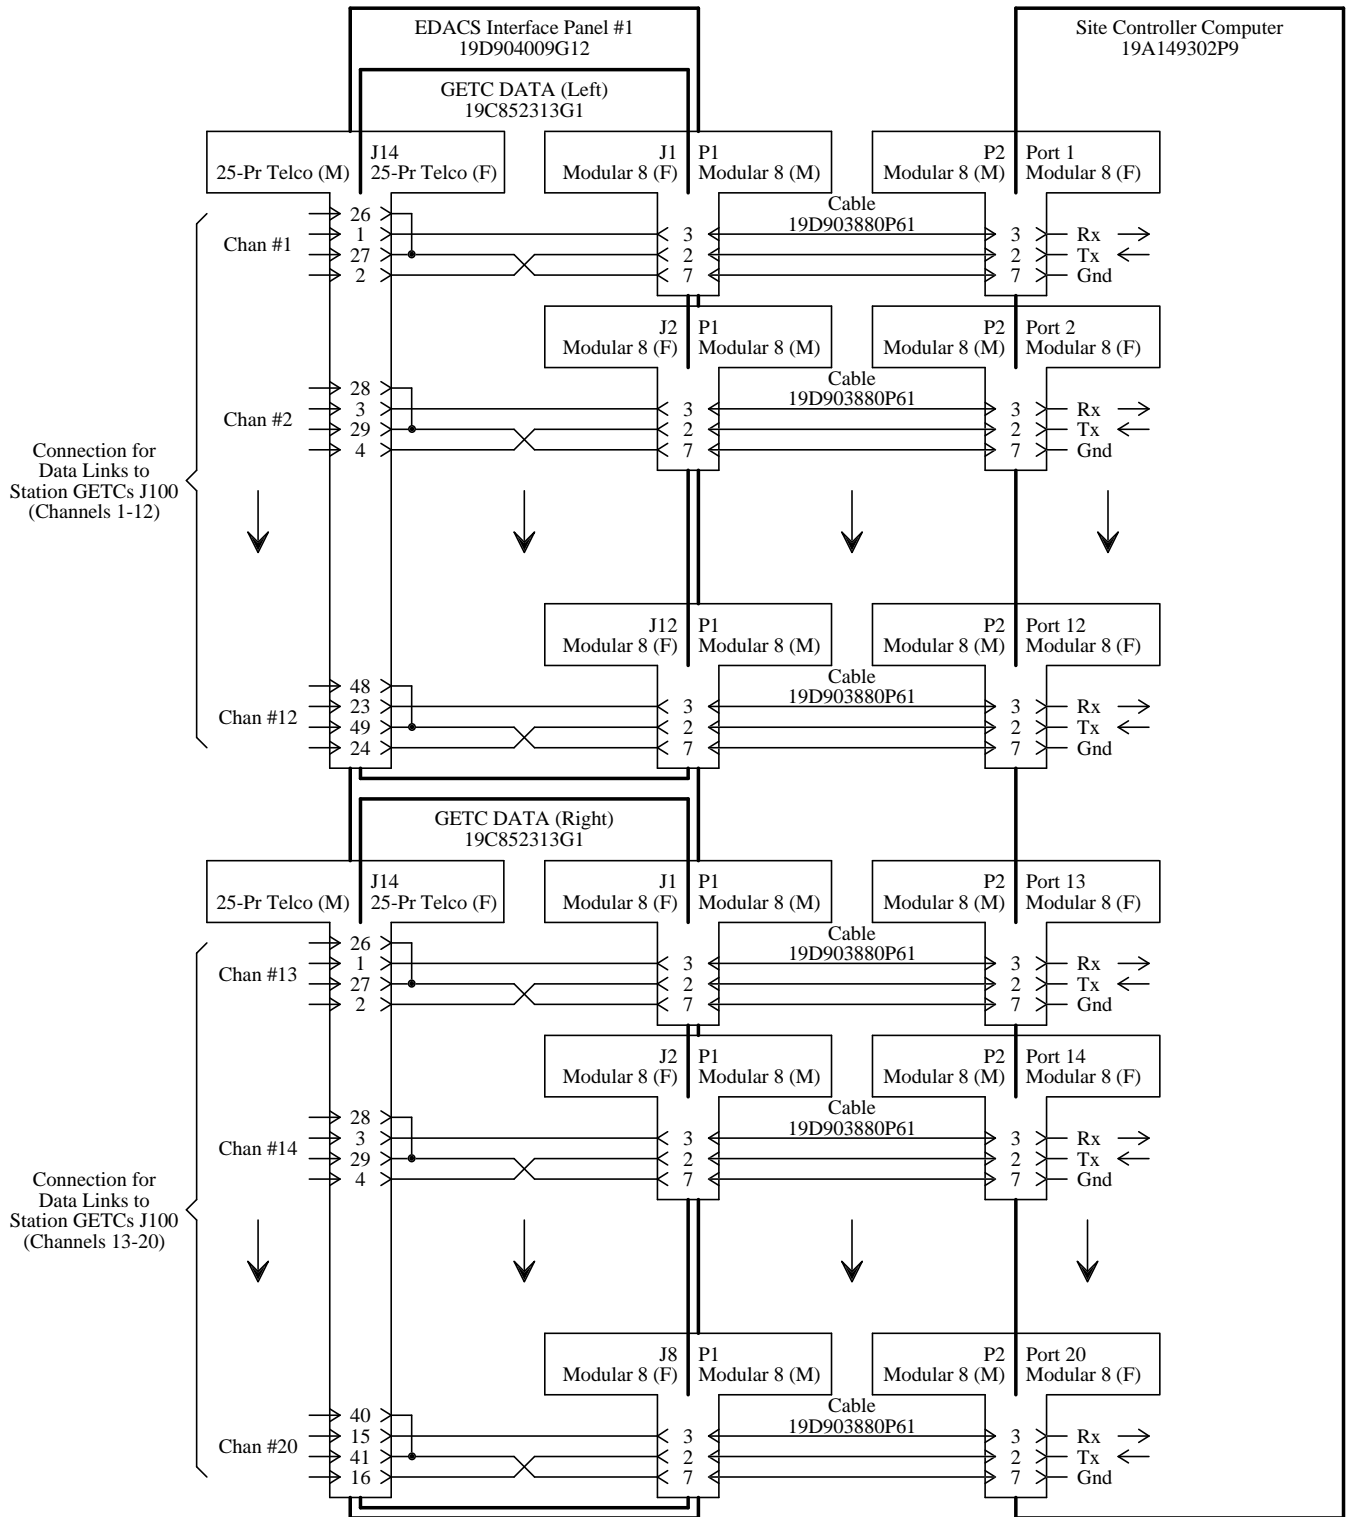 EDACS Interface Panel #1
19D904009G12
Site Controller Computer
19A149302P9
GETC DATA (Left)
19C852313G1
J14
25-Pr Telco (M) 25-Pr Telco (F)
J1 P1
Modular 8 (F) Modular 8 (M)
P2 Port 1
Modular 8 (M) Modular 8 (F)
Cable
19D903880P61
Chan #1
26
1 3 3 3 Rx
27 2 2 Tx
2 7 7 Gnd
J2 P1
Modular 8 (F) Modular 8 (M)
P2 Port 2
Modular 8 (M) Modular 8 (F)
Cable
19D903880P61
Chan #2
28
3 3 3 Rx
29 2 2 Tx
4 7 7 Gnd
Connection for
Data Links to
Station GETCs J100
(Channels 1-12)
J12 P1
Modular 8 (F) Modular 8 (M)
P2 Port 12
Modular 8 (M) Modular 8 (F)
Cable
19D903880P61
Chan #12
48
23 3 3 Rx
49 2 2 Tx
24 7 7 Gnd
GETC DATA (Right)
19C852313G1
J14
25-Pr Telco (M) 25-Pr Telco (F)
J1 P1
Modular 8 (F) Modular 8 (M)
P2 Port 13
Modular 8 (M) Modular 8 (F)
Cable
19D903880P61
Chan #13
26
1 3 3 Rx
27 2 2 Tx
2 7 7 Gnd
J2 P1
Modular 8 (F) Modular 8 (M)
P2 Port 14
Modular 8 (M) Modular 8 (F)
Cable
19D903880P61
Chan #14
28
3 3 3 Rx
29 2 2 Tx
4 7 7 Gnd
Connection for
Data Links to
Station GETCs J100
(Channels 13-20)
J8 P1
Modular 8 (F) Modular 8 (M)
P2 Port 20
Modular 8 (M) Modular 8 (F)
Cable
19D903880P61
Chan #20
40
15 3 3 Rx
41 2 2 Tx
16 7 7 Gnd